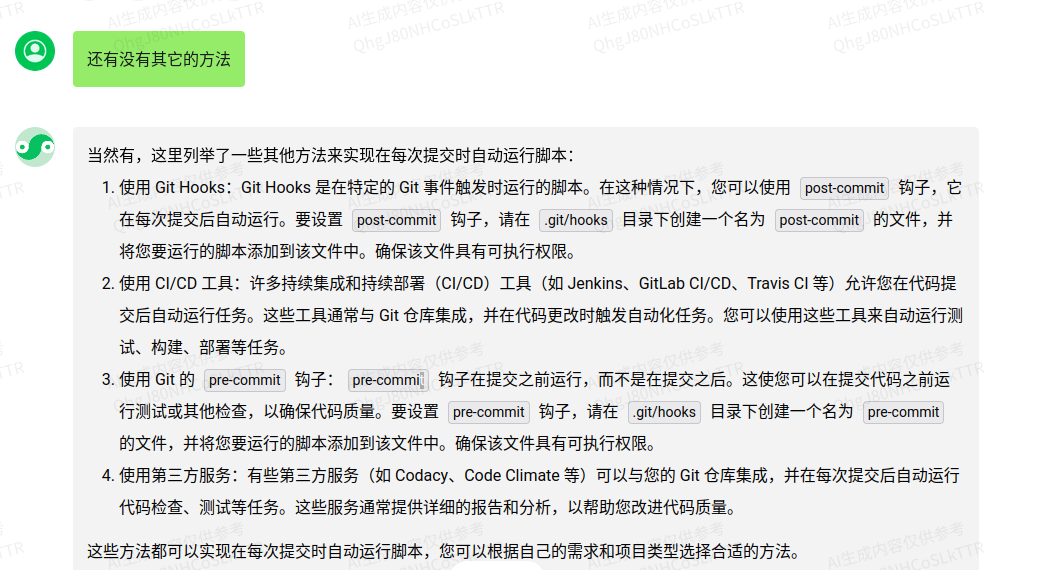 还有没有其它的方法
当然有，这里列举了一些其他方法来实现在每次提交时自动运行脚本：
1. 使用 Git Hooks：Git Hooks 是在特定的 Git 事件触发时运行的脚本。在这种情况下，您可以使用 post-commit 钩子，它
在每次提交后自动运行。要设置 post-commit 钩子，请在 .git/hooks 目录下创建一个名为 post-commit 的文件，并
将您要运行的脚本添加到该文件中。确保该文件具有可执行权限。
2. 使用 CI/CD 工具：许多持续集成和持续部署（CI/CD）工具（如 Jenkins、GitLab CI/CD、Travis CI 等）允许您在代码提
交后自动运行任务。这些工具通常与 Git 仓库集成，并在代码更改时触发自动化任务。您可以使用这些工具来自动运行测
试、构建、部署等任务。
3. 使用 Git 的 pre-commit 钩子： pre-commit 钩子在提交之前运行，而不是在提交之后。这使您可以在提交代码之前运
行测试或其他检查，以确保代码质量。要设置 pre-commit 钩子，请在 .git/hooks 目录下创建一个名为 pre-commit
的文件，并将您要运行的脚本添加到该文件中。确保该文件具有可执行权限。
4. 使用第三方服务：有些第三方服务（如 Codacy、Code Climate 等）可以与您的 Git 仓库集成，并在每次提交后自动运行
代码检查、测试等任务。这些服务通常提供详细的报告和分析，以帮助您改进代码质量。
这些方法都可以实现在每次提交时自动运行脚本，您可以根据自己的需求和项目类型选择合适的方法。